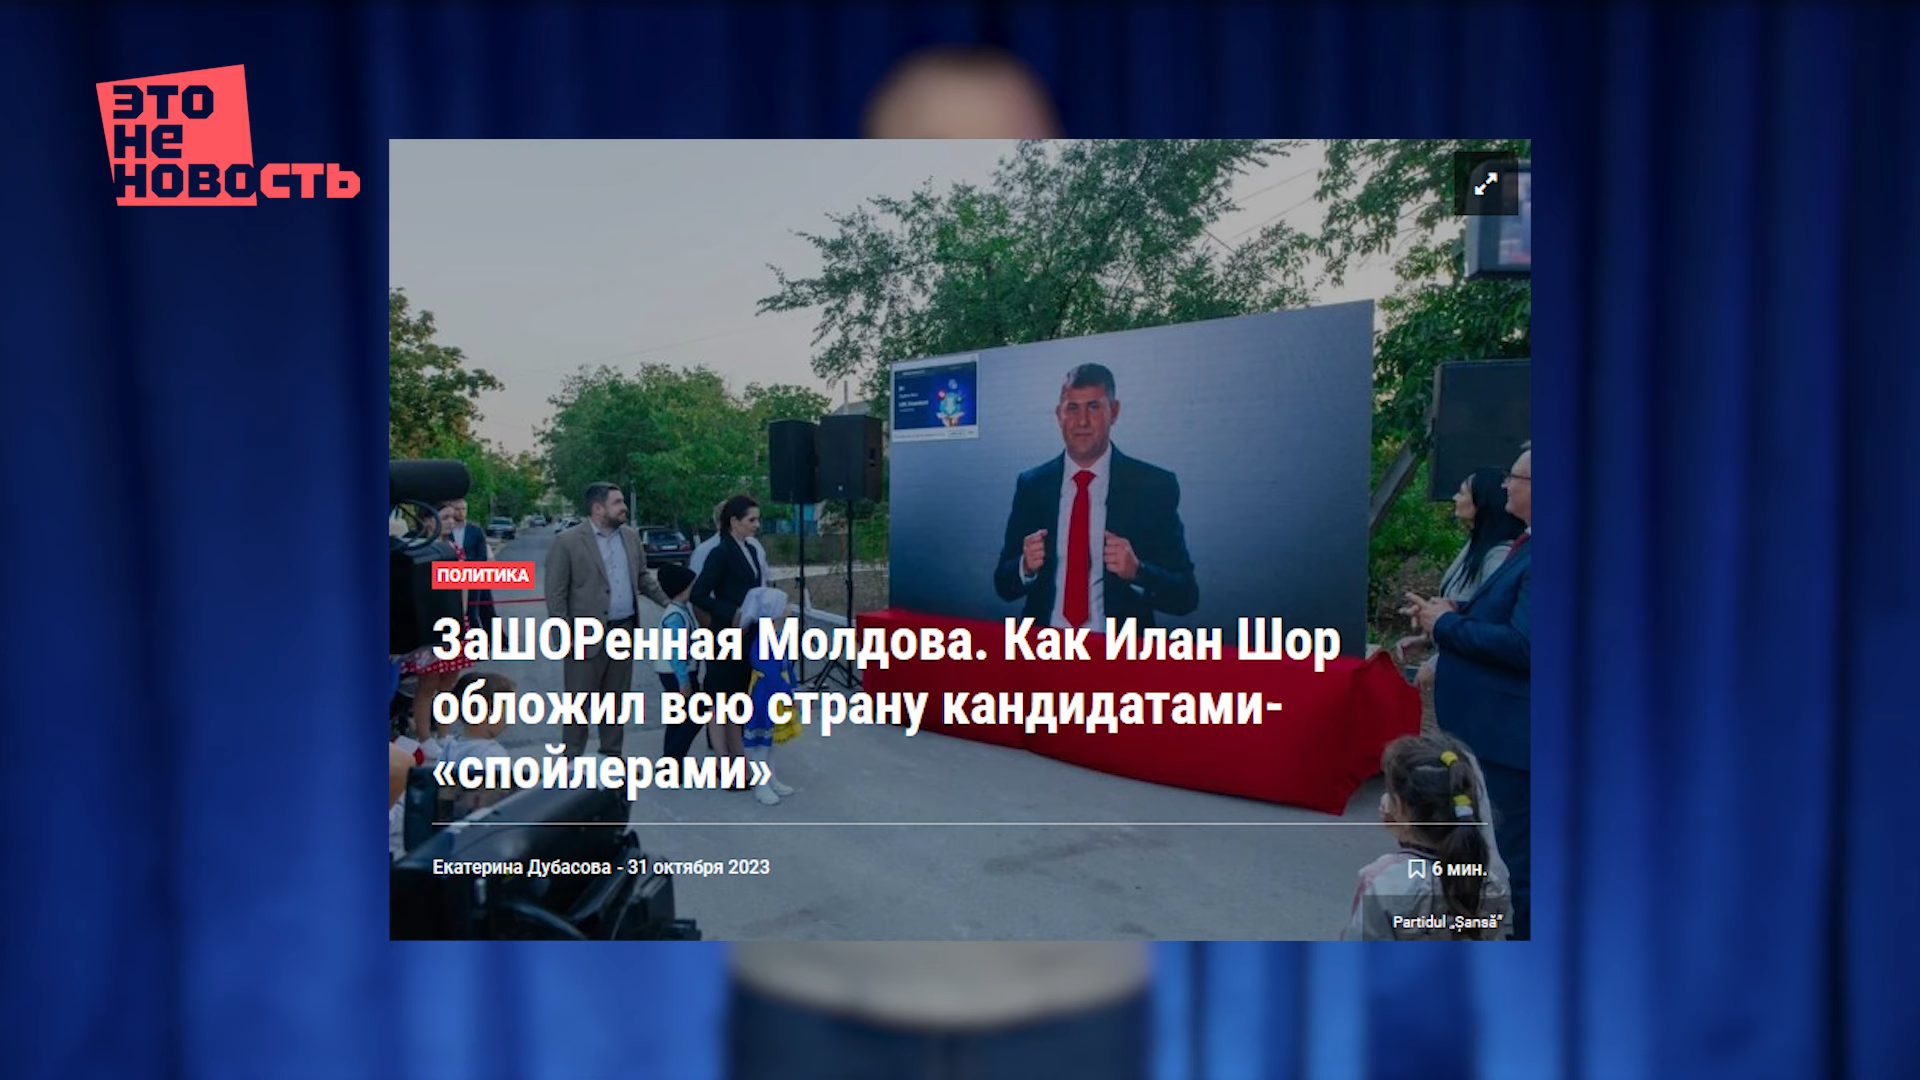 ЭТО
НЕ
НОВОСТЬ
ПОЛИТИКА
ЗаШОРенная Молдова. Как Илан Шор
обложил всю страну кандидатами-
«спойлерами»
Екатерина Дубасова - 31 октября 2023
6 мин.
Partidul „Șansă”